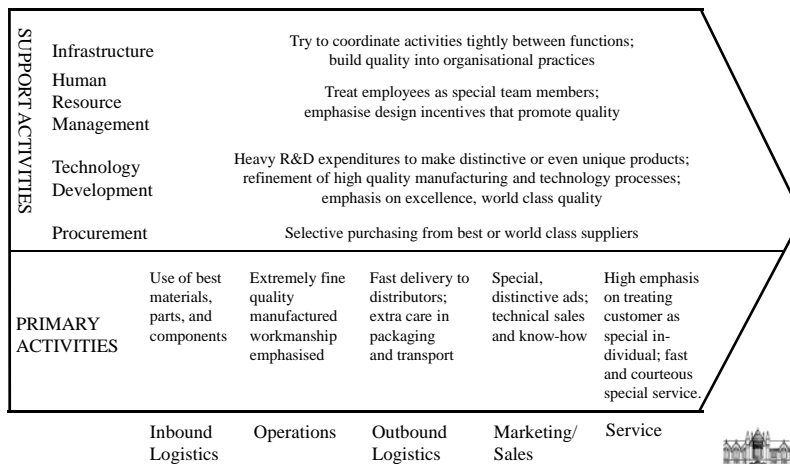 SUPPORT ACTIVITIES
Infrastructure
Try to coordinate activities tightly between functions;
build quality into organisational practices
Human
Resource
Management
Treat employees as special team members;
emphasise design incentives that promote quality
Technology
Development
Heavy R&D expenditures to make distinctive or even unique products;
refinement of high quality manufacturing and technology processes;
emphasis on excellence, world class quality
Procurement
Selective purchasing from best or world class suppliers
PRIMARY
ACTIVITIES
Use of best
materials,
parts, and
components
Extremely fine
quality
manufactured
workmanship
emphasised
Fast delivery to
distributors;
extra care in
packaging
and transport
Special,
distinctive ads;
technical sales
and know-how
High emphasis
on treating
customer as
special in-
dividual; fast
and courteous
special service.
Inbound
Logistics
Operations
Outbound
Logistics
Marketing/
Sales
Service